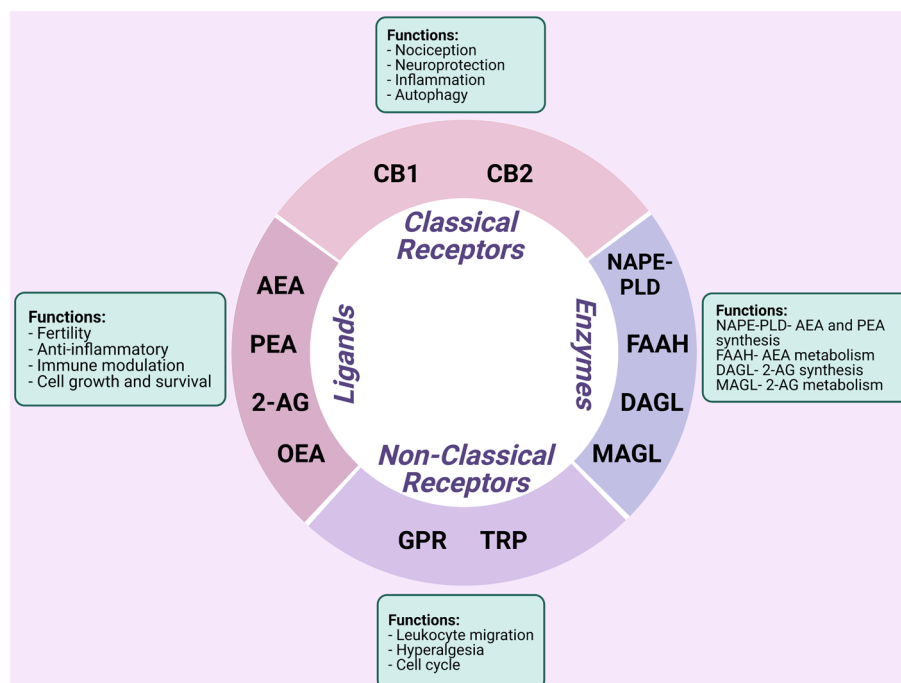 Functions:
- Nociception
- Neuroprotection
- Inflammation
- Autophagy
CB1
CB2
Classical
Receptors
AEA
PEA
2-AG
OEA
Ligands
Functions:
- Fertility
- Anti-inflammatory
- Immune modulation
- Cell growth and survival
Enzymes
NAPE-
PLD
FAAH
DAGL
MAGL
Functions:
NAPE-PLD- AEA and PEA
synthesis
FAAH- AEA metabolism
DAGL- 2-AG synthesis
MAGL- 2-AG metabolism
Non-Classical
Receptors
GPR
TRP
Functions:
- Leukocyte migration
- Hyperalgesia
- Cell cycle